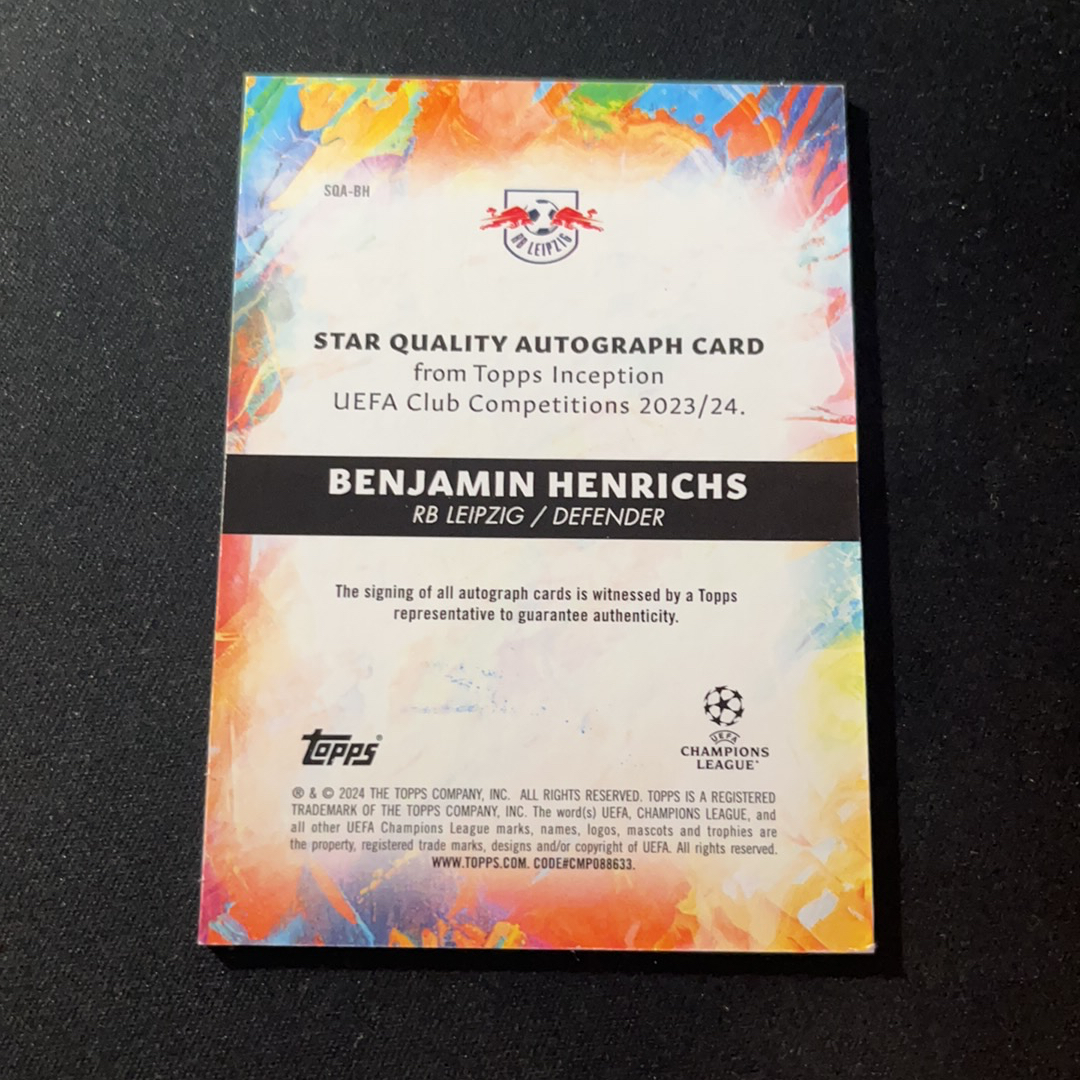 SQA-BH
RB LEIPZIG
STAR QUALITY AUTOGRAPH CARD
from Topps Inception
UEFA Club Competitions 2023/24.
BENJAMIN HENRICHS
RB LEIPZIG / DEFENDER
The signing of all autograph cards is witnessed by a Topps
representative to guarantee authenticity.
Topps®
UEFA
CHAMPIONS
LEAGUE
® & © 2024 THE TOPPS COMPANY, INC. ALL RIGHTS RESERVED. TOPPS IS A REGISTERED
TRADEMARK OF THE TOPPS COMPANY, INC. The word(s) UEFA, CHAMPIONS LEAGUE, and
all other UEFA Champions League marks, names, logos, mascots and trophies are
the property, registered trade marks, designs and/or copyright of UEFA. All rights reserved.
WWW.TOPPS.COM. CODE#CMP088633.